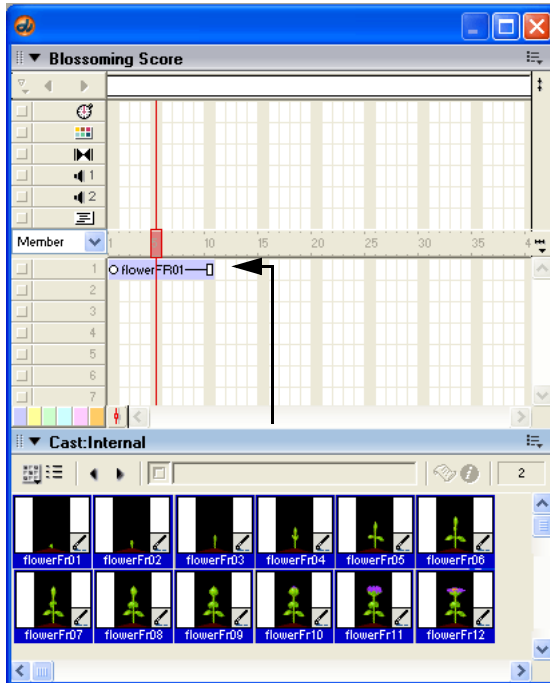 Blossoming Score
1
2
Member
1 10 15 20 25 30 35 4
1 flowerFR01
2
3
4
5
6
7
Cast:Internal
2
flowerFr01 flowerFr02 flowerFr03 flowerFr04 flowerFr05 flowerFr06
flowerFr07 flowerFr08 flowerFr09 flowerFr10 flowerFr11 flowerFr12